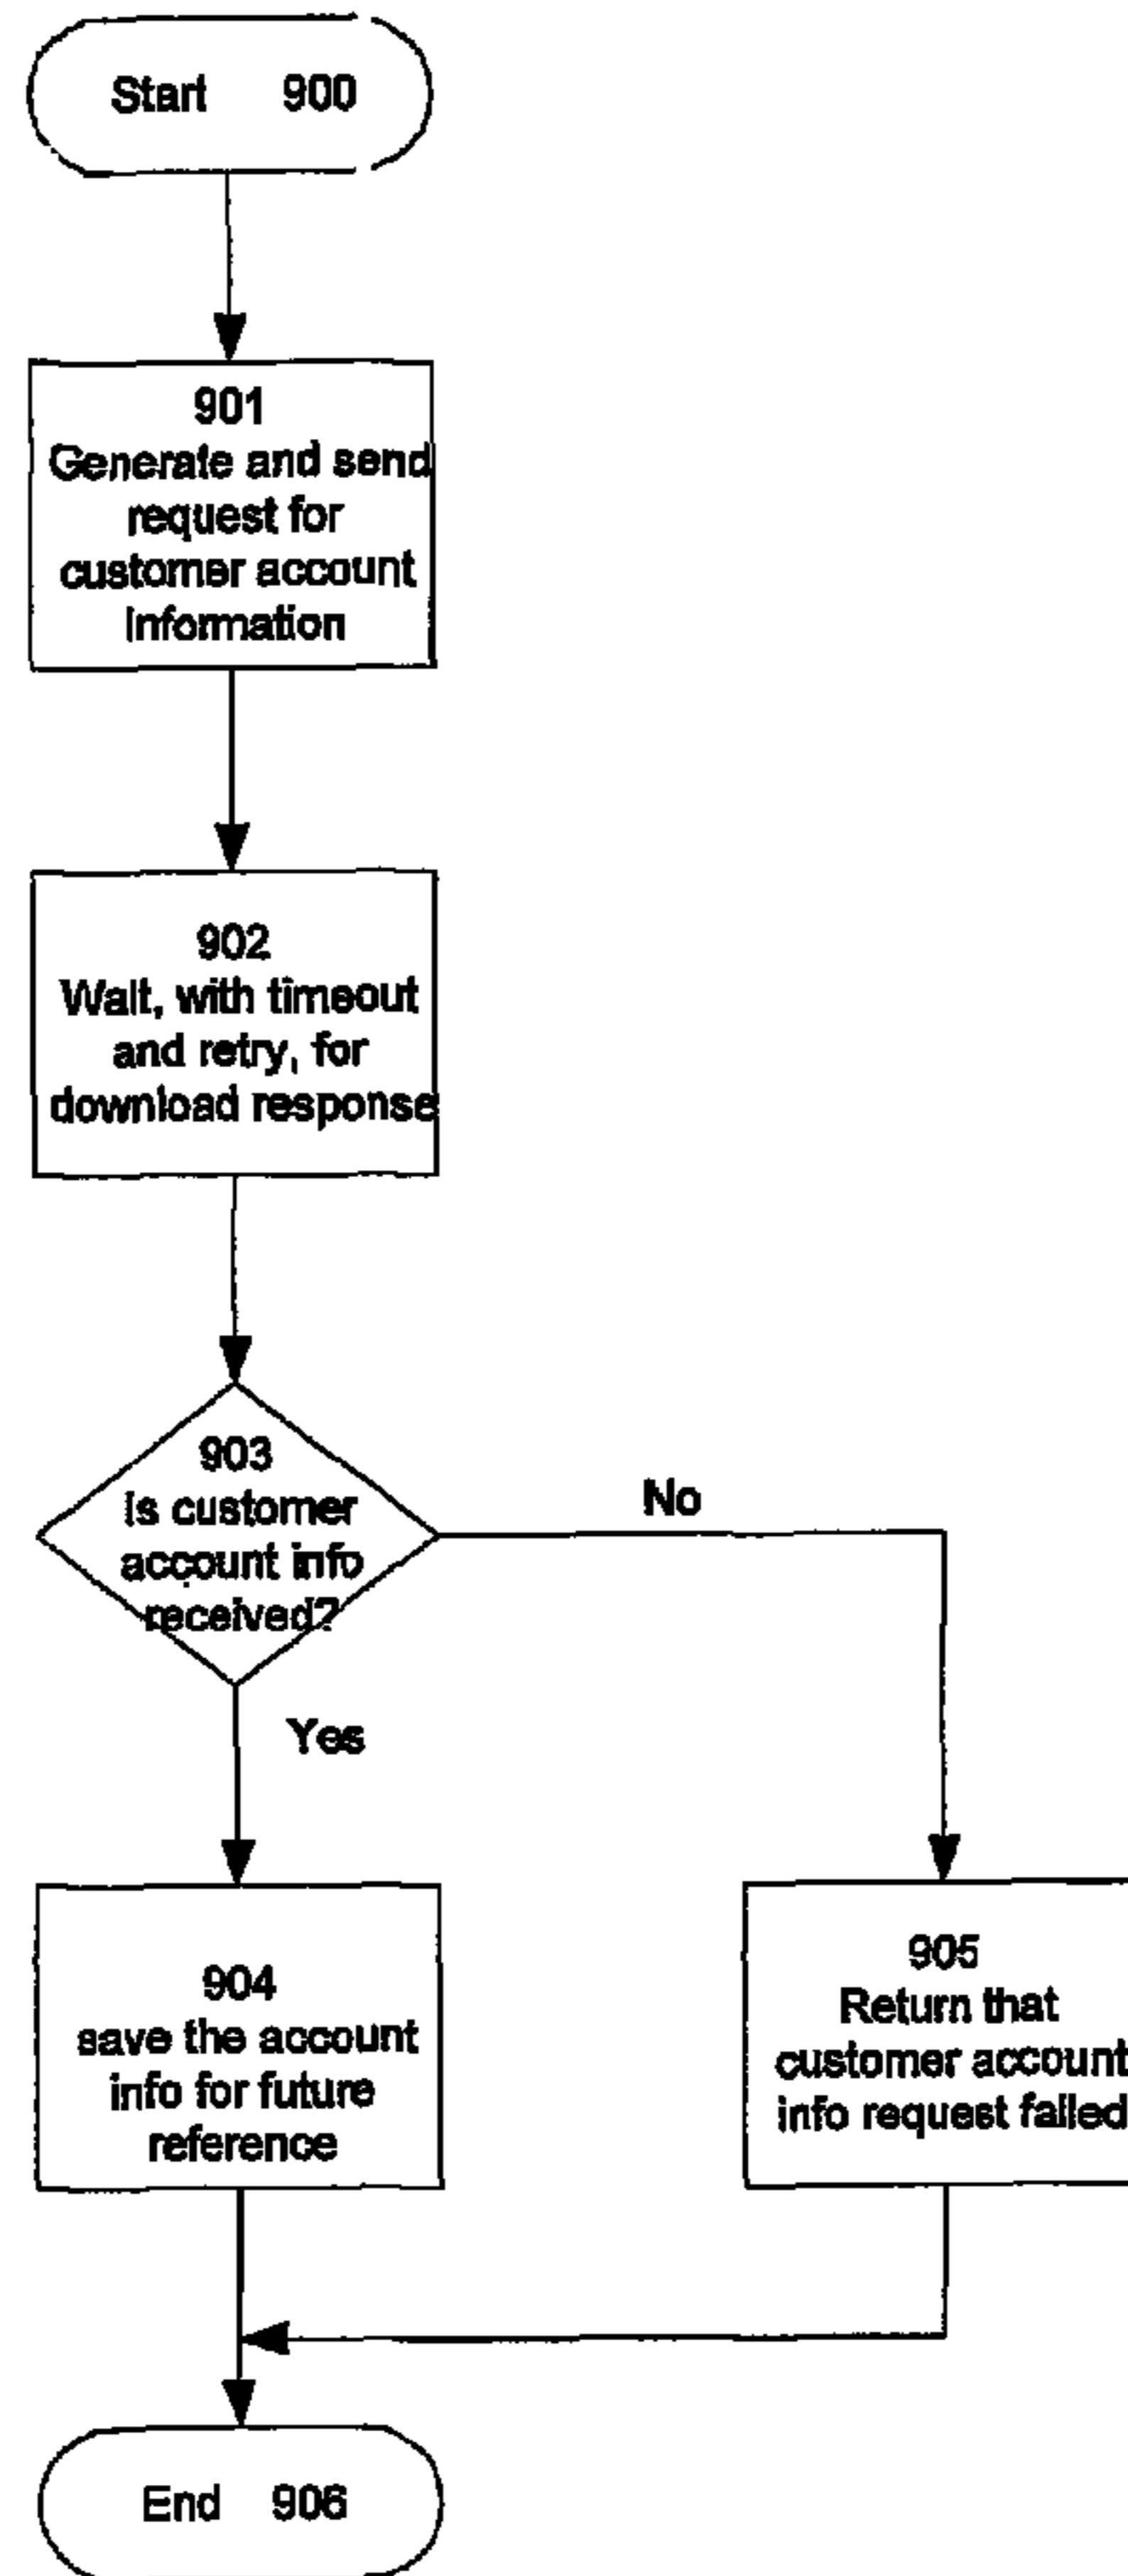 Start 900
901
Generate and send
request for
customer account
Information
902
Wait, with timeout
and retry, for
download response
903
Is customer
account info
received?
No
Yes
904
save the account
info for future
reference
905
Return that
customer account
info request failed
End 906